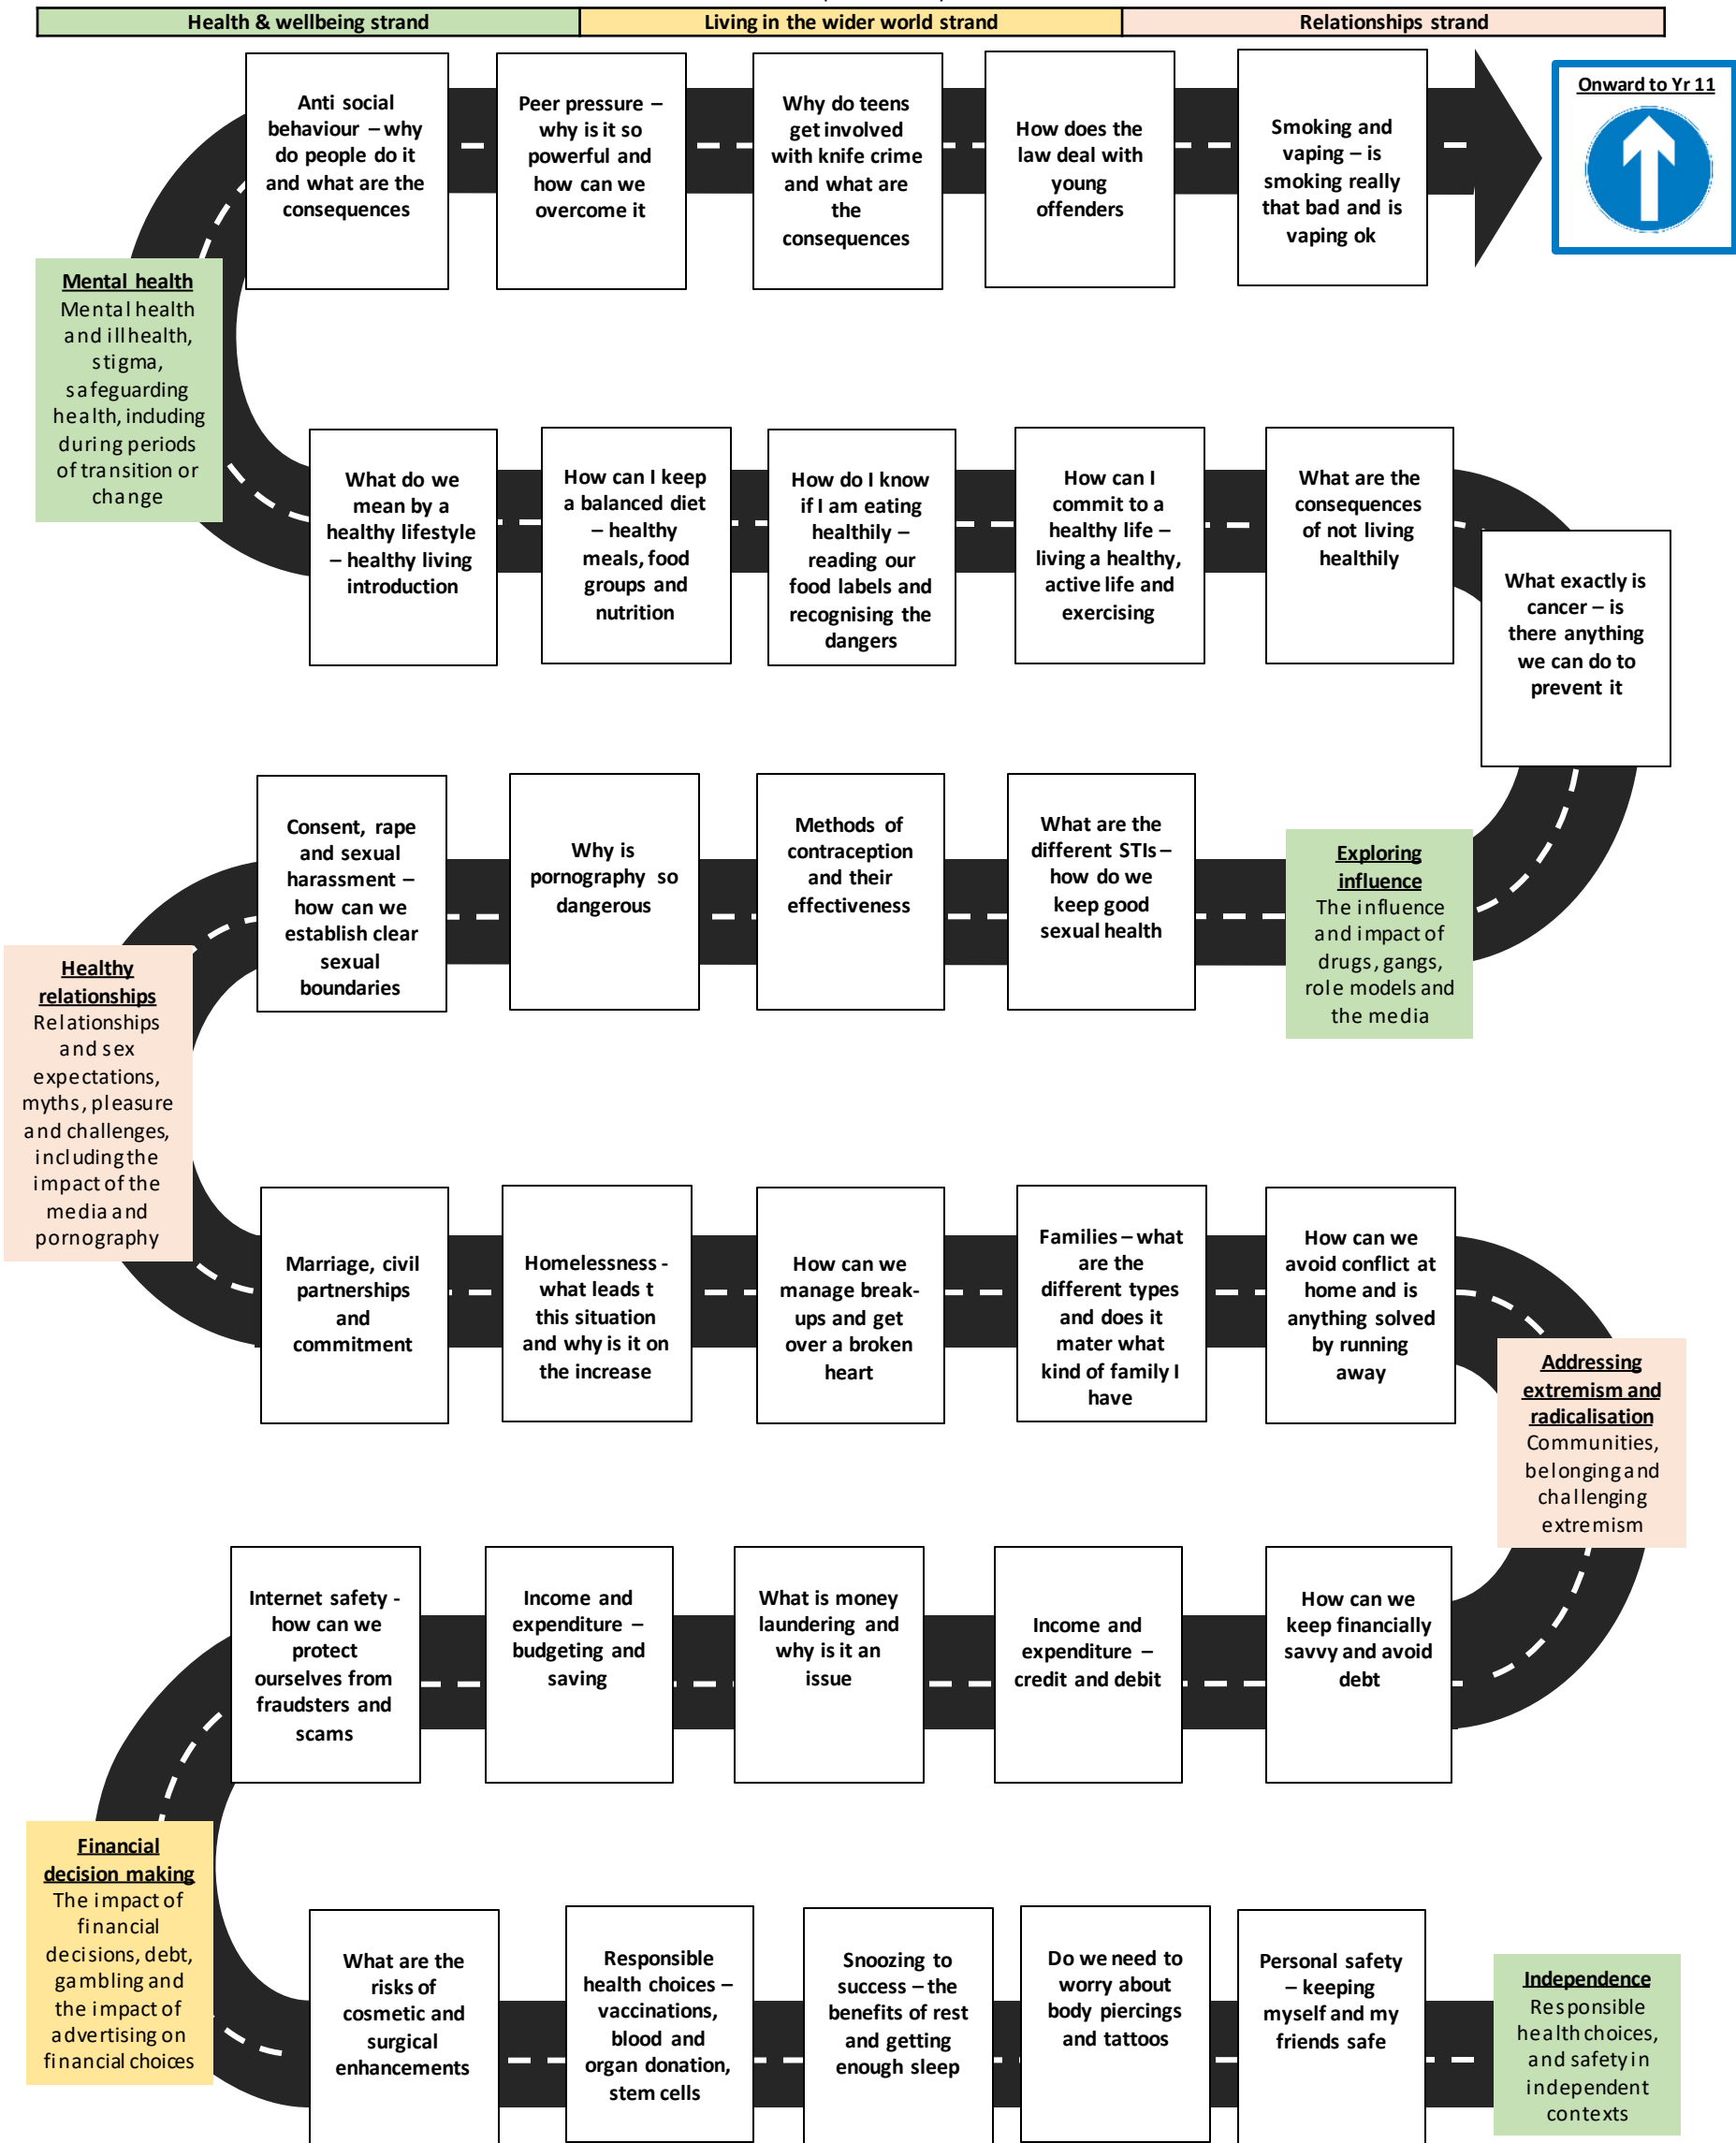 Health & wellbeing strand
Living in the wider world strand
Relationships strand
Anti social
behaviour – why
do people do it
and what are the
consequences
Peer pressure –
why is it so
powerful and
how can we
overcome it
Why do teens
get involved
with knife crime
and what are
the
consequences
How does the
law deal with
young
offenders
Smoking and
vaping – is
smoking really
that bad and is
vaping ok
Onward to Yr 11
Mental health
Mental health
and ill health,
stigma,
safeguarding
health, including
during periods
of transition or
change
What do we
mean by a
healthy lifestyle
– healthy living
introduction
How can I keep
a balanced diet
– healthy
meals, food
groups and
nutrition
How do I know
if I am eating
healthily –
reading our
food labels and
recognising the
dangers
How can I
commit to a
healthy life –
living a healthy,
active life and
exercising
What are the
consequences
of not living
healthily
What exactly is
cancer – is
there anything
we can do to
prevent it
Consent, rape
and sexual
harassment –
how can we
establish clear
sexual
boundaries
Why is
pornography so
dangerous
Methods of
contraception
and their
effectiveness
What are the
different STIs –
how do we
keep good
sexual health
Exploring
influence
The influence
and impact of
drugs, gangs,
role models and
the media
Healthy
relationships
Relationships
and sex
expectations,
myths, pleasure
and challenges,
including the
impact of the
media and
pornography
Marriage, civil
partnerships
and
commitment
Homelessness -
what leads t
this situation
and why is it on
the increase
How can we
manage break-
ups and get
over a broken
heart
Families – what
are the
different types
and does it
mater what
kind of family I
have
How can we
avoid conflict at
home and is
anything solved
by running
away
Addressing
extremism and
radicalisation
Communities,
belonging and
challenging
extremism
Internet safety -
how can we
protect
ourselves from
fraudsters and
scams
Income and
expenditure –
budgeting and
saving
What is money
laundering and
why is it an
issue
Income and
expenditure –
credit and debit
How can we
keep financially
savvy and avoid
debt
Financial
decision making
The impact of
financial
decisions, debt,
gambling and
the impact of
advertising on
financial choices
What are the
risks of
cosmetic and
surgical
enhancements
Responsible
health choices –
vaccinations,
blood and
organ donation,
stem cells
Snoozing to
success – the
benefits of rest
and getting
enough sleep
Do we need to
worry about
body piercings
and tattoos
Personal safety
– keeping
myself and my
friends safe
Independence
Responsible
health choices,
and safety in
independent
contexts